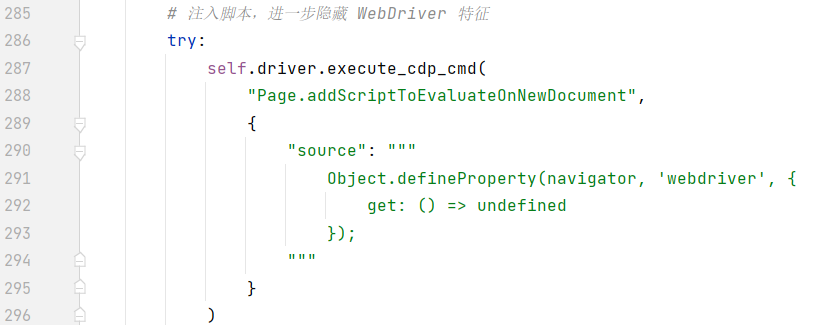 285 # 注入脚本，进一步隐藏 WebDriver 特征
286 try:
287 self.driver.execute_cdp_cmd(
288 "Page.addScriptToEvaluateOnNewDocument",
289 {
290 "source": """
291 Object.defineProperty(navigator, 'webdriver', {
292 get: () => undefined
293 });
294 """
295 }
296 )